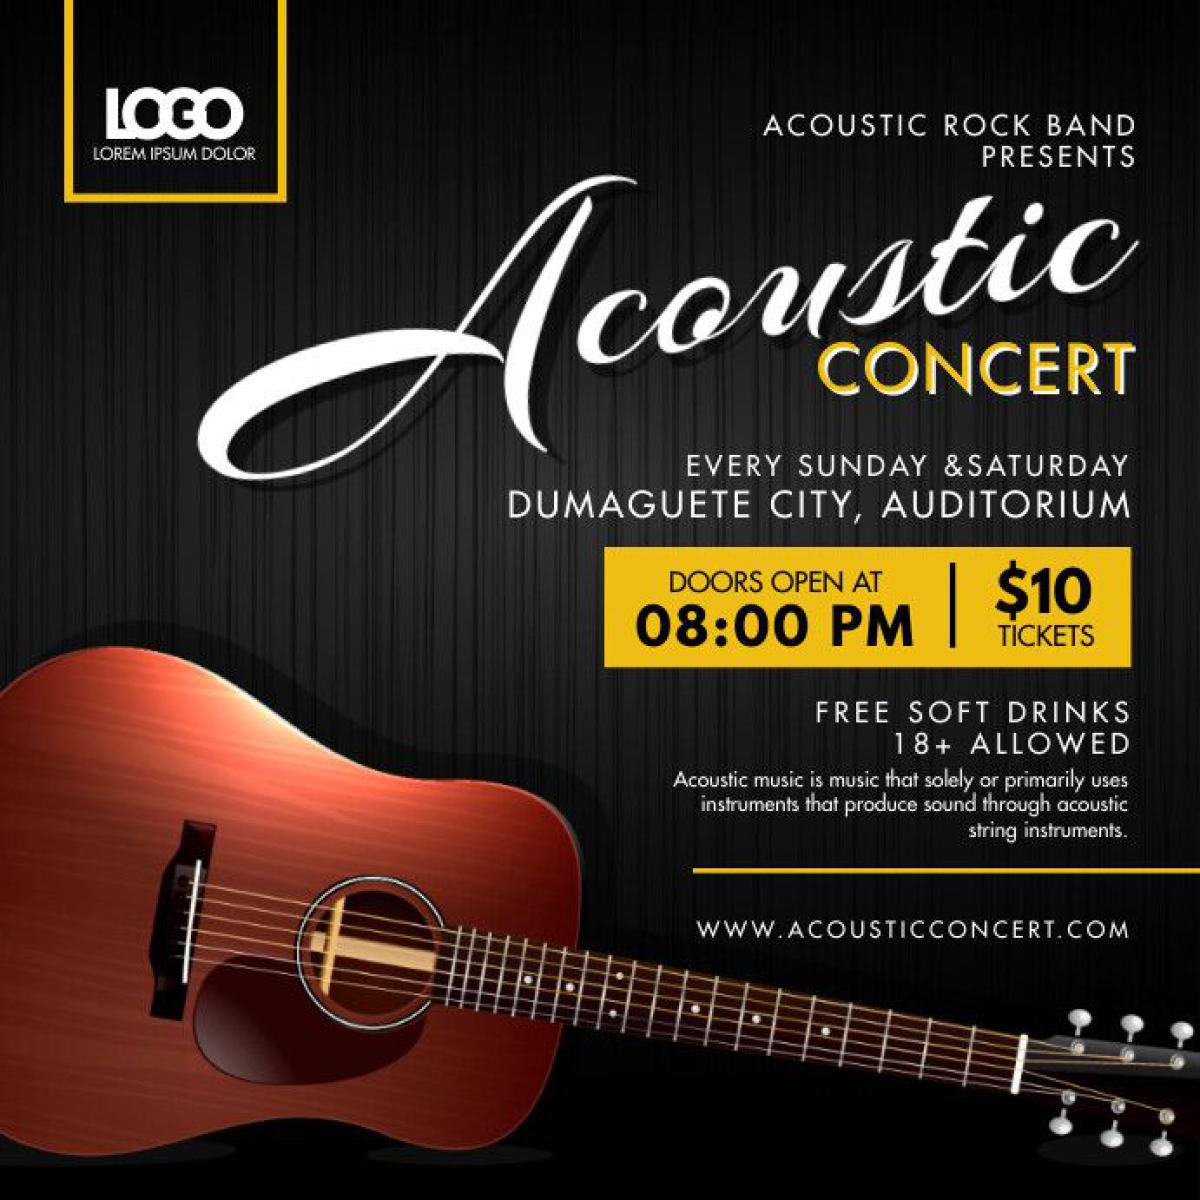 LOGO
LOREM IPSUM DOLOR
ACOUSTIC ROCK BAND
PRESENTS
Acoustic
CONCERT
EVERY SUNDAY &SATURDAY
DUMAGUETE CITY, AUDITORIUM
DOORS OPEN AT
08:00 PM
$10
TICKETS
FREE SOFT DRINKS
18+ ALLOWED
Acoustic music is music that solely or primarily uses
instruments that produce sound through acoustic
string instruments.
WWW.ACOUSTICCONCERT.COM